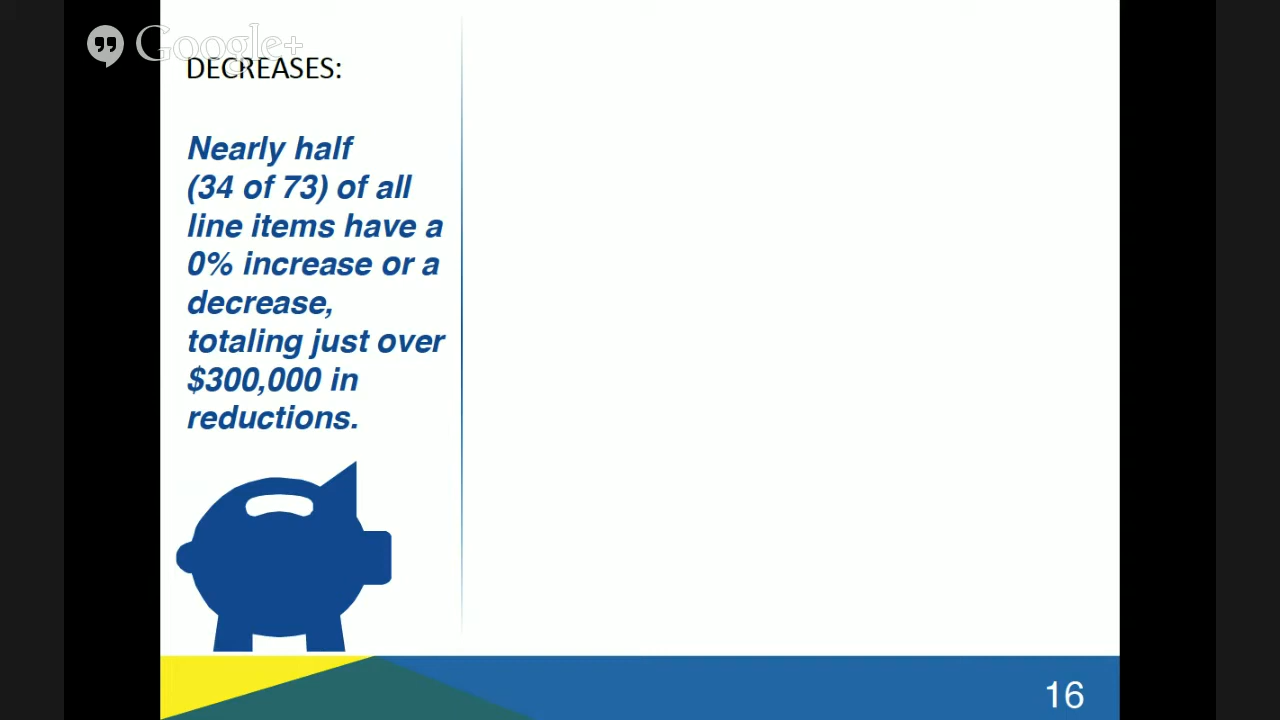 Google+
DECREASES:
Nearly half
(34 of 73) of all
line items have a
0% increase or a
decrease,
totaling just over
$300,000 in
reductions.
16